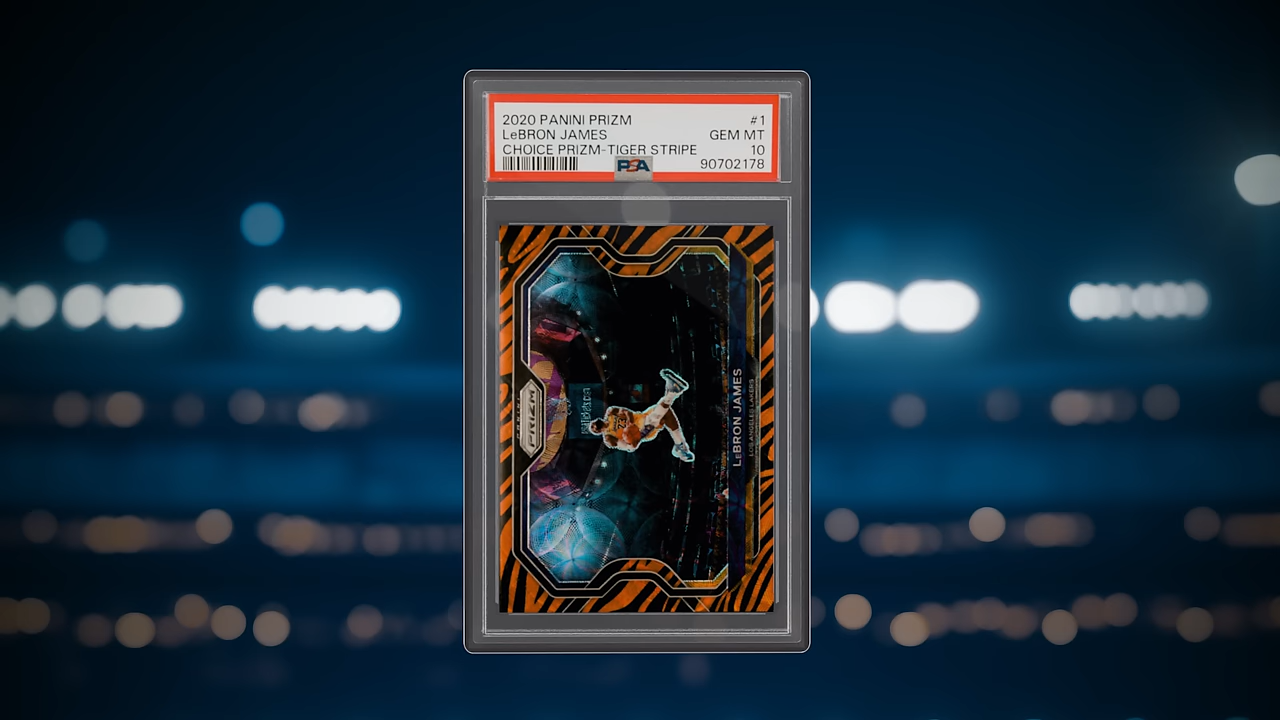 2020 PANINI PRIZM #1
LeBRON JAMES GEM MT
CHOICE PRIZM-TIGER STRIPE 10
PSA 90702178
PRIZM
23
LEBRON JAMES
LOS ANGELES LAKERS